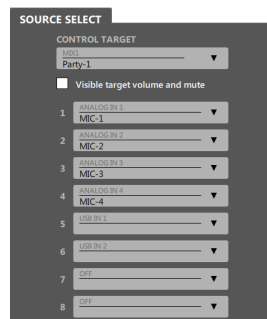 SOURCE SELECT
CONTROL TARGET
MIX1
Party-1
Visible target volume and mute
1 ANALOG IN 1
MIC-1
2 ANALOG IN 2
MIC-2
3 ANALOG IN 3
MIC-3
4 ANALOG IN 4
MIC-4
5 USB IN 1
6 USB IN 2
7 OFF
8 OFF